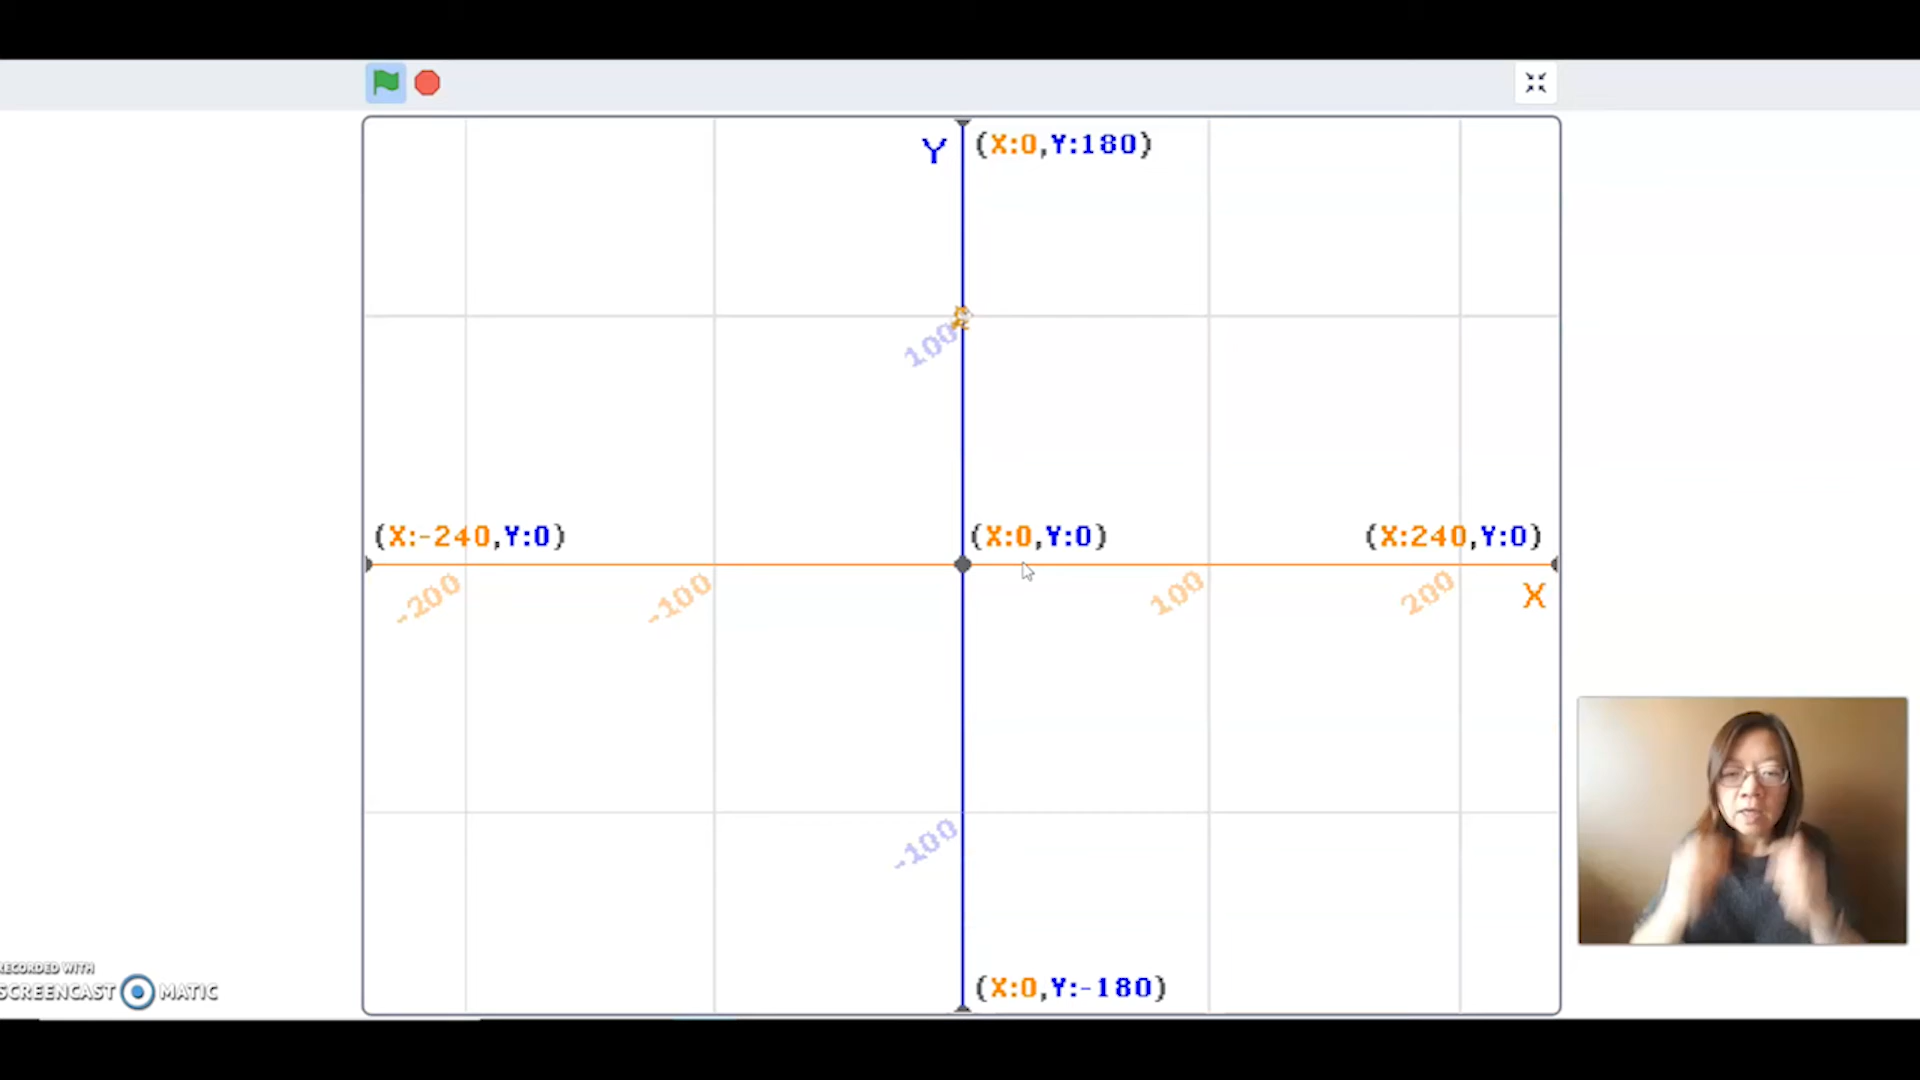 Y
(X:0,Y:180)
100
(X:-240,Y:0)
(X:0,Y:0)
(X:240,Y:0)
-200
-100
100
200
X
-100
(X:0,Y:-180)
RECORDED WITH
SCREENCAST MATIC